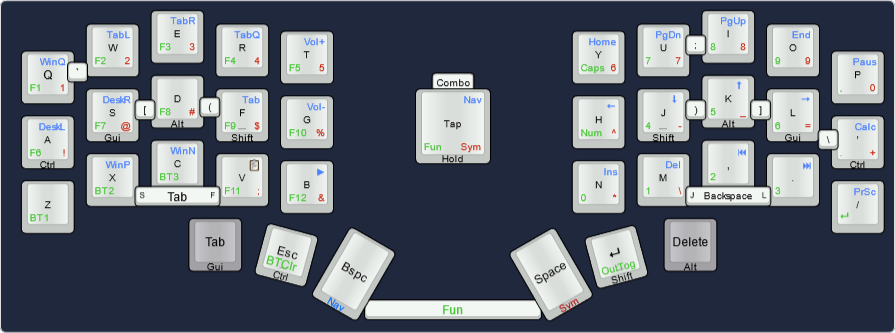 WinQ
Q
F1 1
`
TabL
W
F2 2
TabR
E
F3 3
TabQ
R
F4 4
Vol+
T
F5 5
Combo
Nav
Tap
Fun Sym
Hold
Home
Y
Caps 6
PgDn
U
7 7
;
PgUp
I
8 8
End
O
9 9
Paus
P
. 0
DeskL
A
F6 !
Ctrl
DeskR
S
F7 @
Gui
[
D
F8 #
Alt
(
Tab
F
F9 $
Shift
Vol-
G
F10 %
←
H
Num ^
↓
J
4 -
Shift
)
↑
K
5 _
Alt
]
→
L
6 =
Gui
\
Calc
'
+
Ctrl
Z
BT1
WinP
X
BT2
WinN
C
BT3
S Tab F
V
F11 ;
▶
B
F12 &
Ins
N
0 *
Del
M
1 \
J Backspace L
⏮
,
2
⏭
.
3
PrSc
/
↵
Tab
Gui
Esc
BTClr
Ctrl
Bspc
Nav
Fun
Space
Sym
↵
OutTog
Shift
Delete
Alt